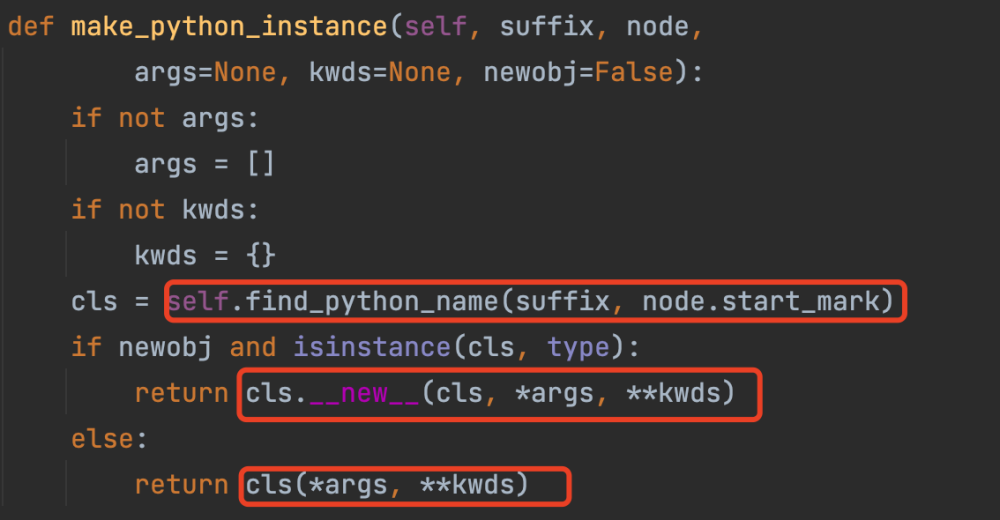 def make_python_instance(self, suffix, node,
        args=None, kwds=None, newobj=False):
    if not args:
        args = []
    if not kwds:
        kwds = {}
    cls = self.find_python_name(suffix, node.start_mark)
    if newobj and isinstance(cls, type):
        return cls.__new__(cls, *args, **kwds)
    else:
        return cls(*args, **kwds)